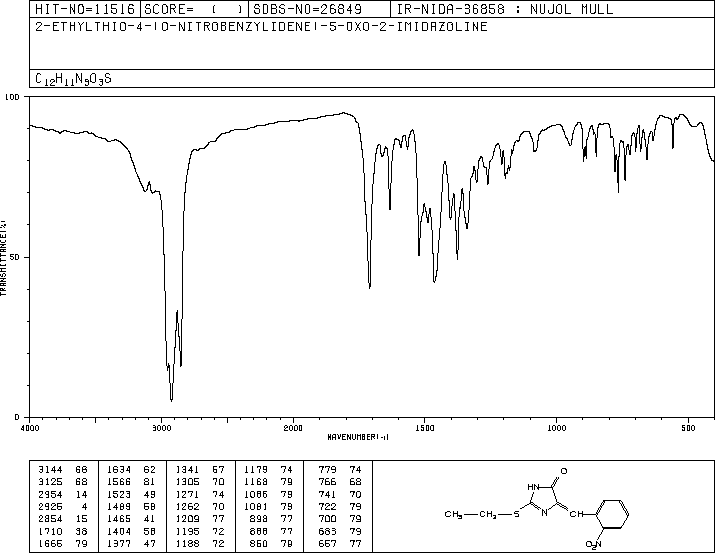 HIT-NO=11516 SCORE= ( ) SDBS-NO=26849 IR-NIDA-36858 : NUJOL MULL
2-ETHYLTHIO-4-(O-NITROBENZYLIDENE)-5-OXO-2-IMIDAZOLINE
C12H11N3O3S
100
50
0
TRANSMITTANCE(%)
4000 3000 2000 1500 1000 500
WAVENUMBER(-1)
3144 66 1634 62 1341 57 1179 74 779 74
3125 68 1566 81 1305 70 1168 79 766 68
2954 14 1523 49 1271 74 1086 79 741 70
2925 4 1489 58 1262 70 1081 79 722 79
2854 15 1465 41 1209 77 898 77 700 79
1710 38 1404 58 1195 72 888 77 683 79
1665 79 1377 47 1188 72 850 79 657 77
O
HN
CH3 CH2 S N CH
O2N